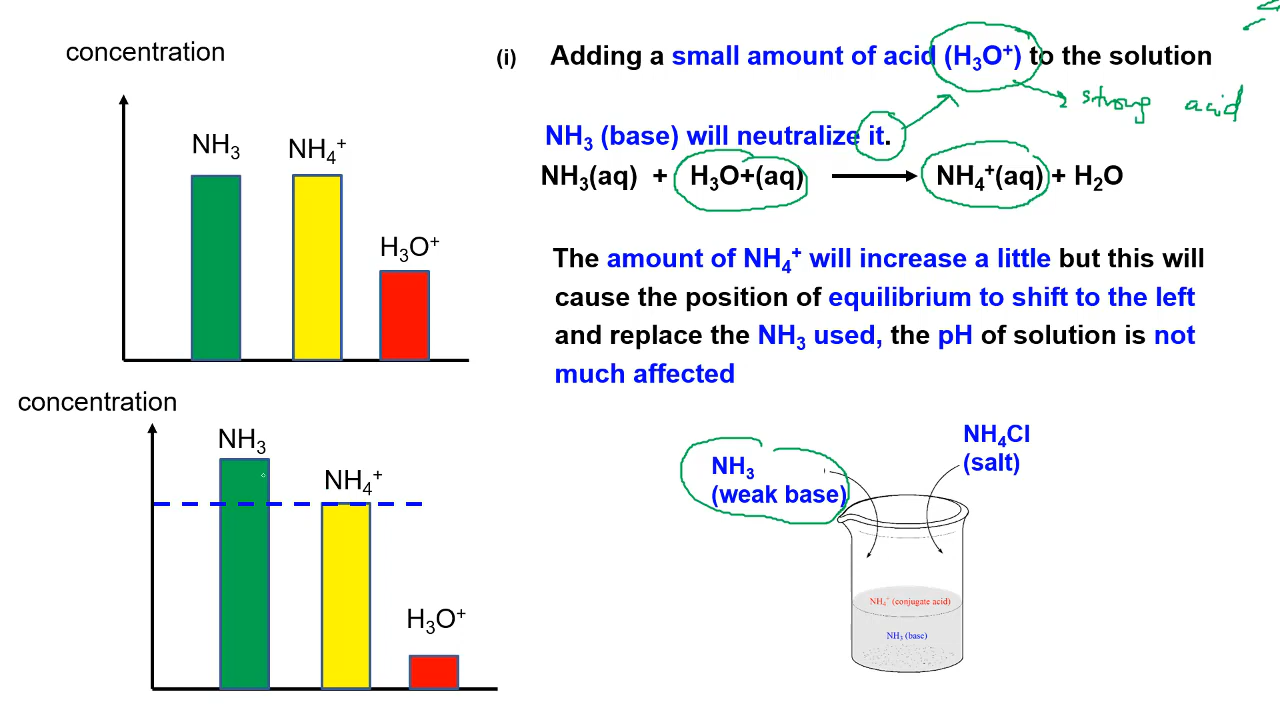 concentration
NH₃
NH₄⁺
H₃O⁺
concentration
NH₃
NH₄⁺
H₃O⁺
(i) Adding a small amount of acid (H₃O⁺) to the solution
strong acid
NH₃ (base) will neutralize it.
NH₃(aq) + H₃O+(aq) → NH₄⁺(aq) + H₂O
The amount of NH₄⁺ will increase a little but this will
cause the position of equilibrium to shift to the left
and replace the NH₃ used, the pH of solution is not
much affected
NH₃
(weak base)
NH₄Cl
(salt)
NH₄⁺ (conjugate acid)
NH₃ (base)